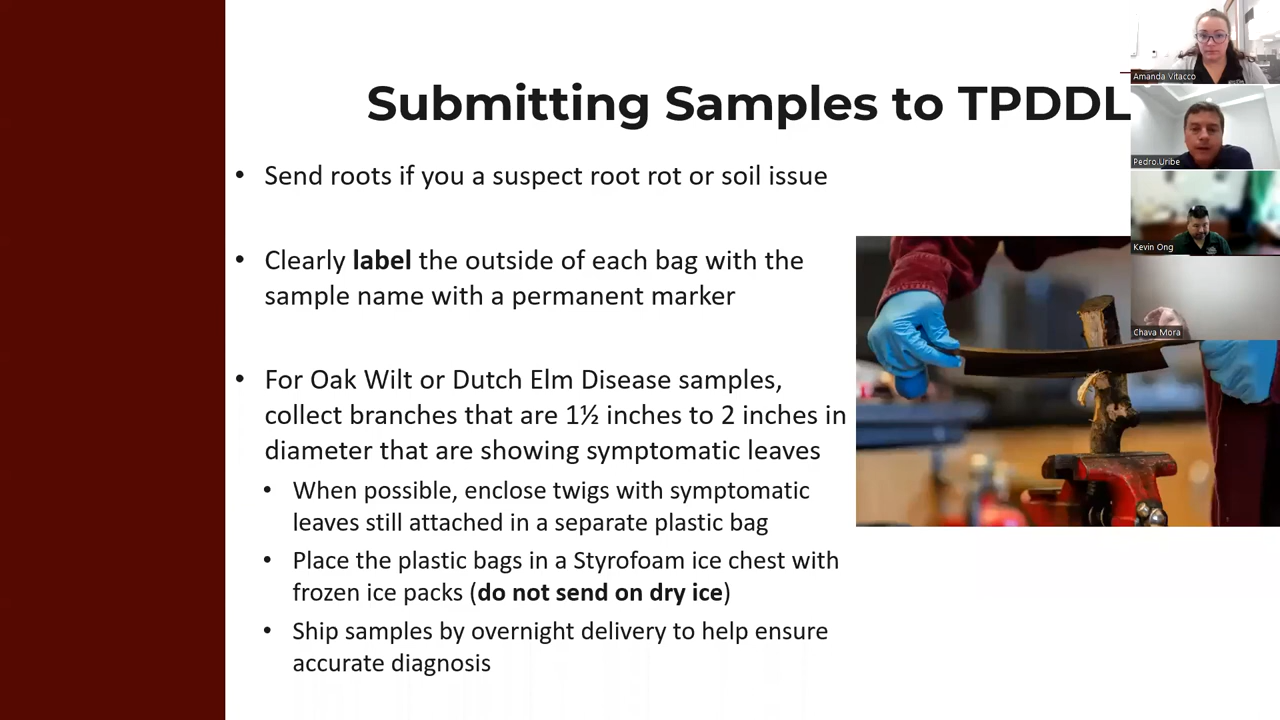 Submitting Samples to TPDDL
• Send roots if you a suspect root rot or soil issue
• Clearly label the outside of each bag with the
sample name with a permanent marker
• For Oak Wilt or Dutch Elm Disease samples,
collect branches that are 1½ inches to 2 inches in
diameter that are showing symptomatic leaves
• When possible, enclose twigs with symptomatic
leaves still attached in a separate plastic bag
• Place the plastic bags in a Styrofoam ice chest with
frozen ice packs (do not send on dry ice)
• Ship samples by overnight delivery to help ensure
accurate diagnosis
Amanda Vitacco
Pedro.Uribe
Kevin Ong
Chava Mora